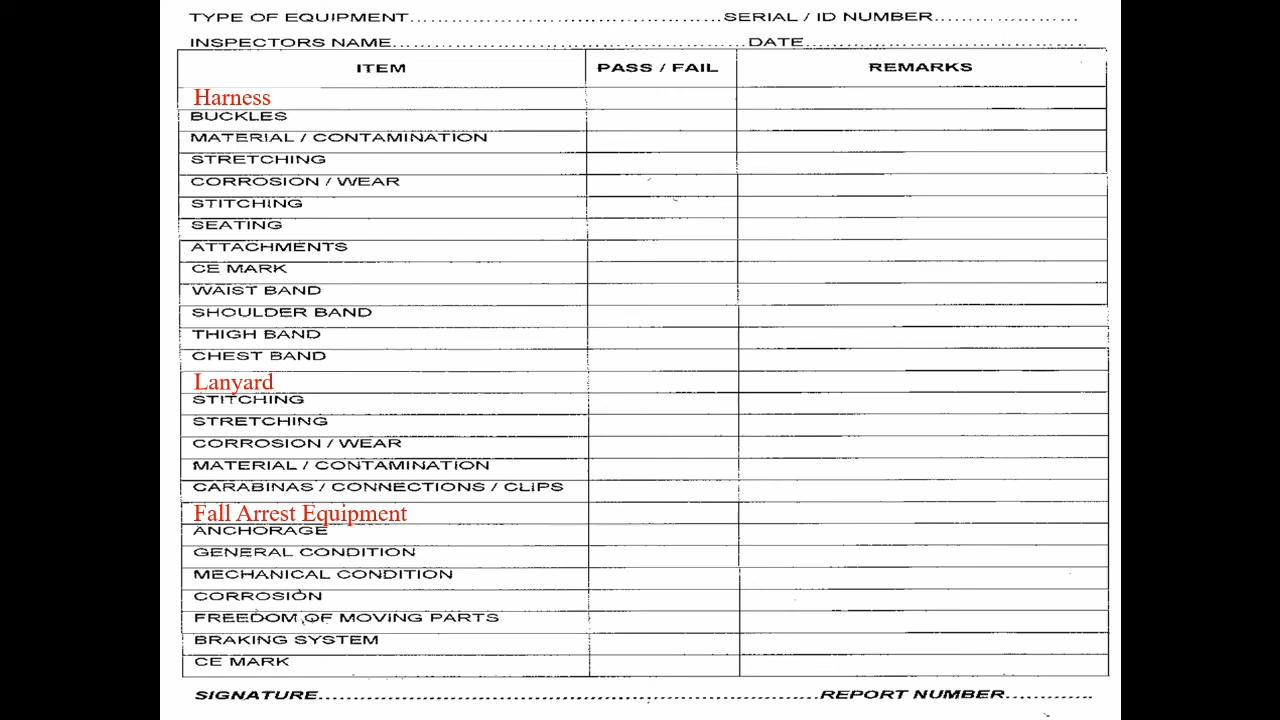 TYPE OF EQUIPMENT................................................SERIAL / ID NUMBER......................
INSPECTORS NAME.......................................................DATE...........................................
ITEM PASS / FAIL REMARKS
Harness
BUCKLES
MATERIAL / CONTAMINATION
STRETCHING
CORROSION / WEAR
STITCHING
SEATING
ATTACHMENTS
CE MARK
WAIST BAND
SHOULDER BAND
THIGH BAND
CHEST BAND
Lanyard
STITCHING
STRETCHING
CORROSION / WEAR
MATERIAL / CONTAMINATION
CARABINAS / CONNECTIONS / CLIPS
Fall Arrest Equipment
ANCHORAGE
GENERAL CONDITION
MECHANICAL CONDITION
CORROSION
FREEDOM OF MOVING PARTS
BRAKING SYSTEM
CE MARK
SIGNATURE...............................................................................REPORT NUMBER.............